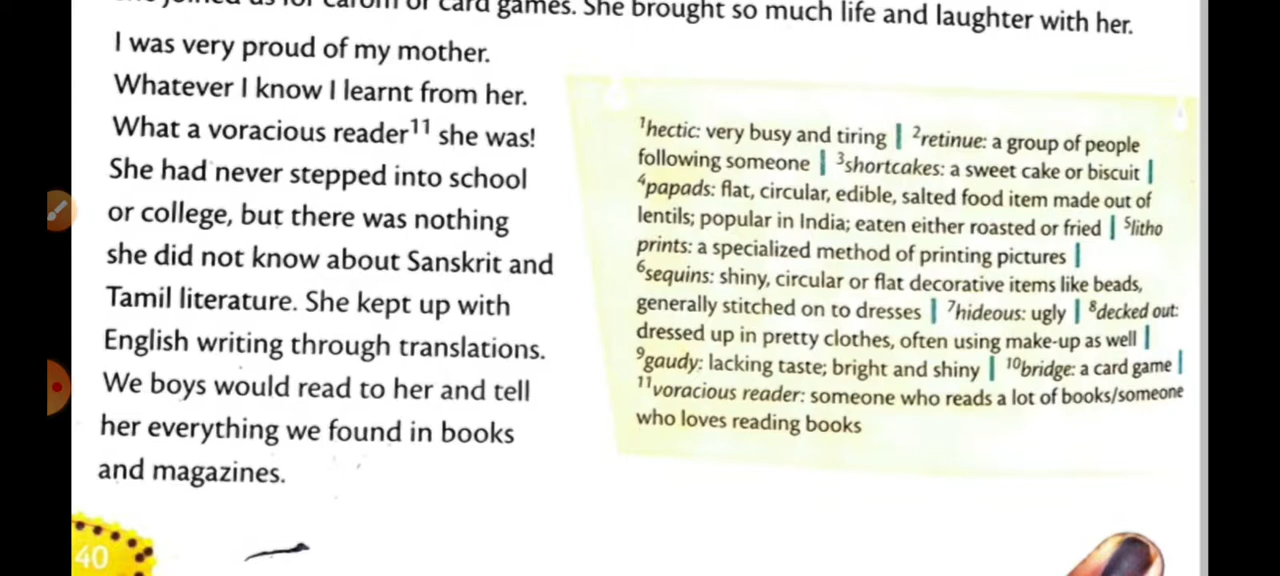 joined us for carom or card games. She brought so much life and laughter with her.
I was very proud of my mother.
Whatever I know I learnt from her.
What a voracious reader¹¹ she was!
She had never stepped into school
or college, but there was nothing
she did not know about Sanskrit and
Tamil literature. She kept up with
English writing through translations.
We boys would read to her and tell
her everything we found in books
and magazines.
¹hectic: very busy and tiring | ²retinue: a group of people
following someone | ³shortcakes: a sweet cake or biscuit |
⁴papads: flat, circular, edible, salted food item made out of
lentils; popular in India; eaten either roasted or fried | ⁵litho
prints: a specialized method of printing pictures |
⁶sequins: shiny, circular or flat decorative items like beads,
generally stitched on to dresses | ⁷hideous: ugly | ⁸decked out:
dressed up in pretty clothes, often using make-up as well |
⁹gaudy: lacking taste; bright and shiny | ¹⁰bridge: a card game |
¹¹voracious reader: someone who reads a lot of books/someone
who loves reading books
40